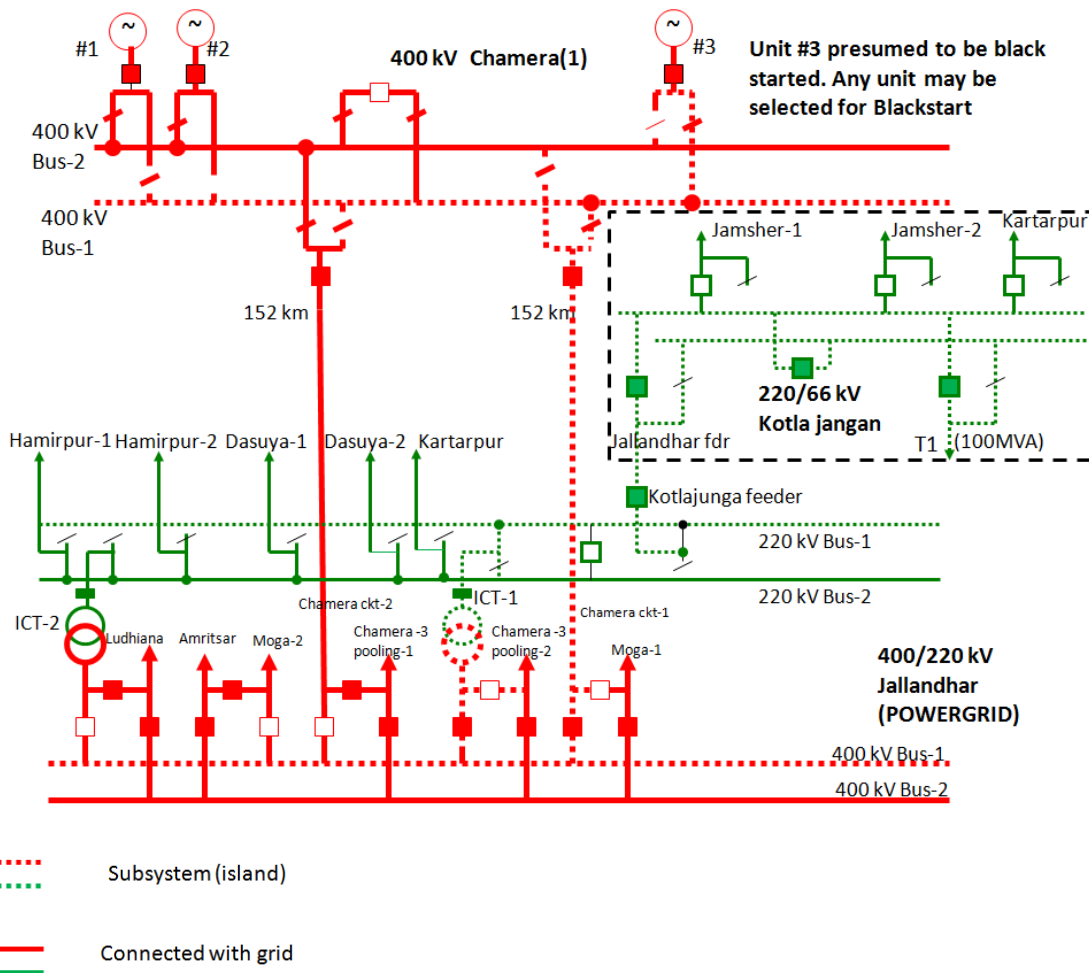 ~
~
~
#1
#2
#3
400 kV Chamera(1)
Unit #3 presumed to be black
started. Any unit may be
selected for Blackstart
400 kV
Bus-2
400 kV
Bus-1
Jamsher-1
Jamsher-2
Kartarpur
152 km
152 km
220/66 kV
Kotla jangan
Jallandhar fdr
T1
(100MVA)
Hamirpur-1
Hamirpur-2
Dasuya-1
Dasuya-2
Kartarpur
Kotlajunga feeder
220 kV Bus-1
220 kV Bus-2
ICT-2
Chamera ckt-2
ICT-1
Chamera ckt-1
Ludhiana
Amritsar
Moga-2
Chamera -3
pooling-1
Chamera -3
pooling-2
Moga-1
400/220 kV
Jallandhar
(POWERGRID)
400 kV Bus-1
400 kV Bus-2
Subsystem (island)
Connected with grid